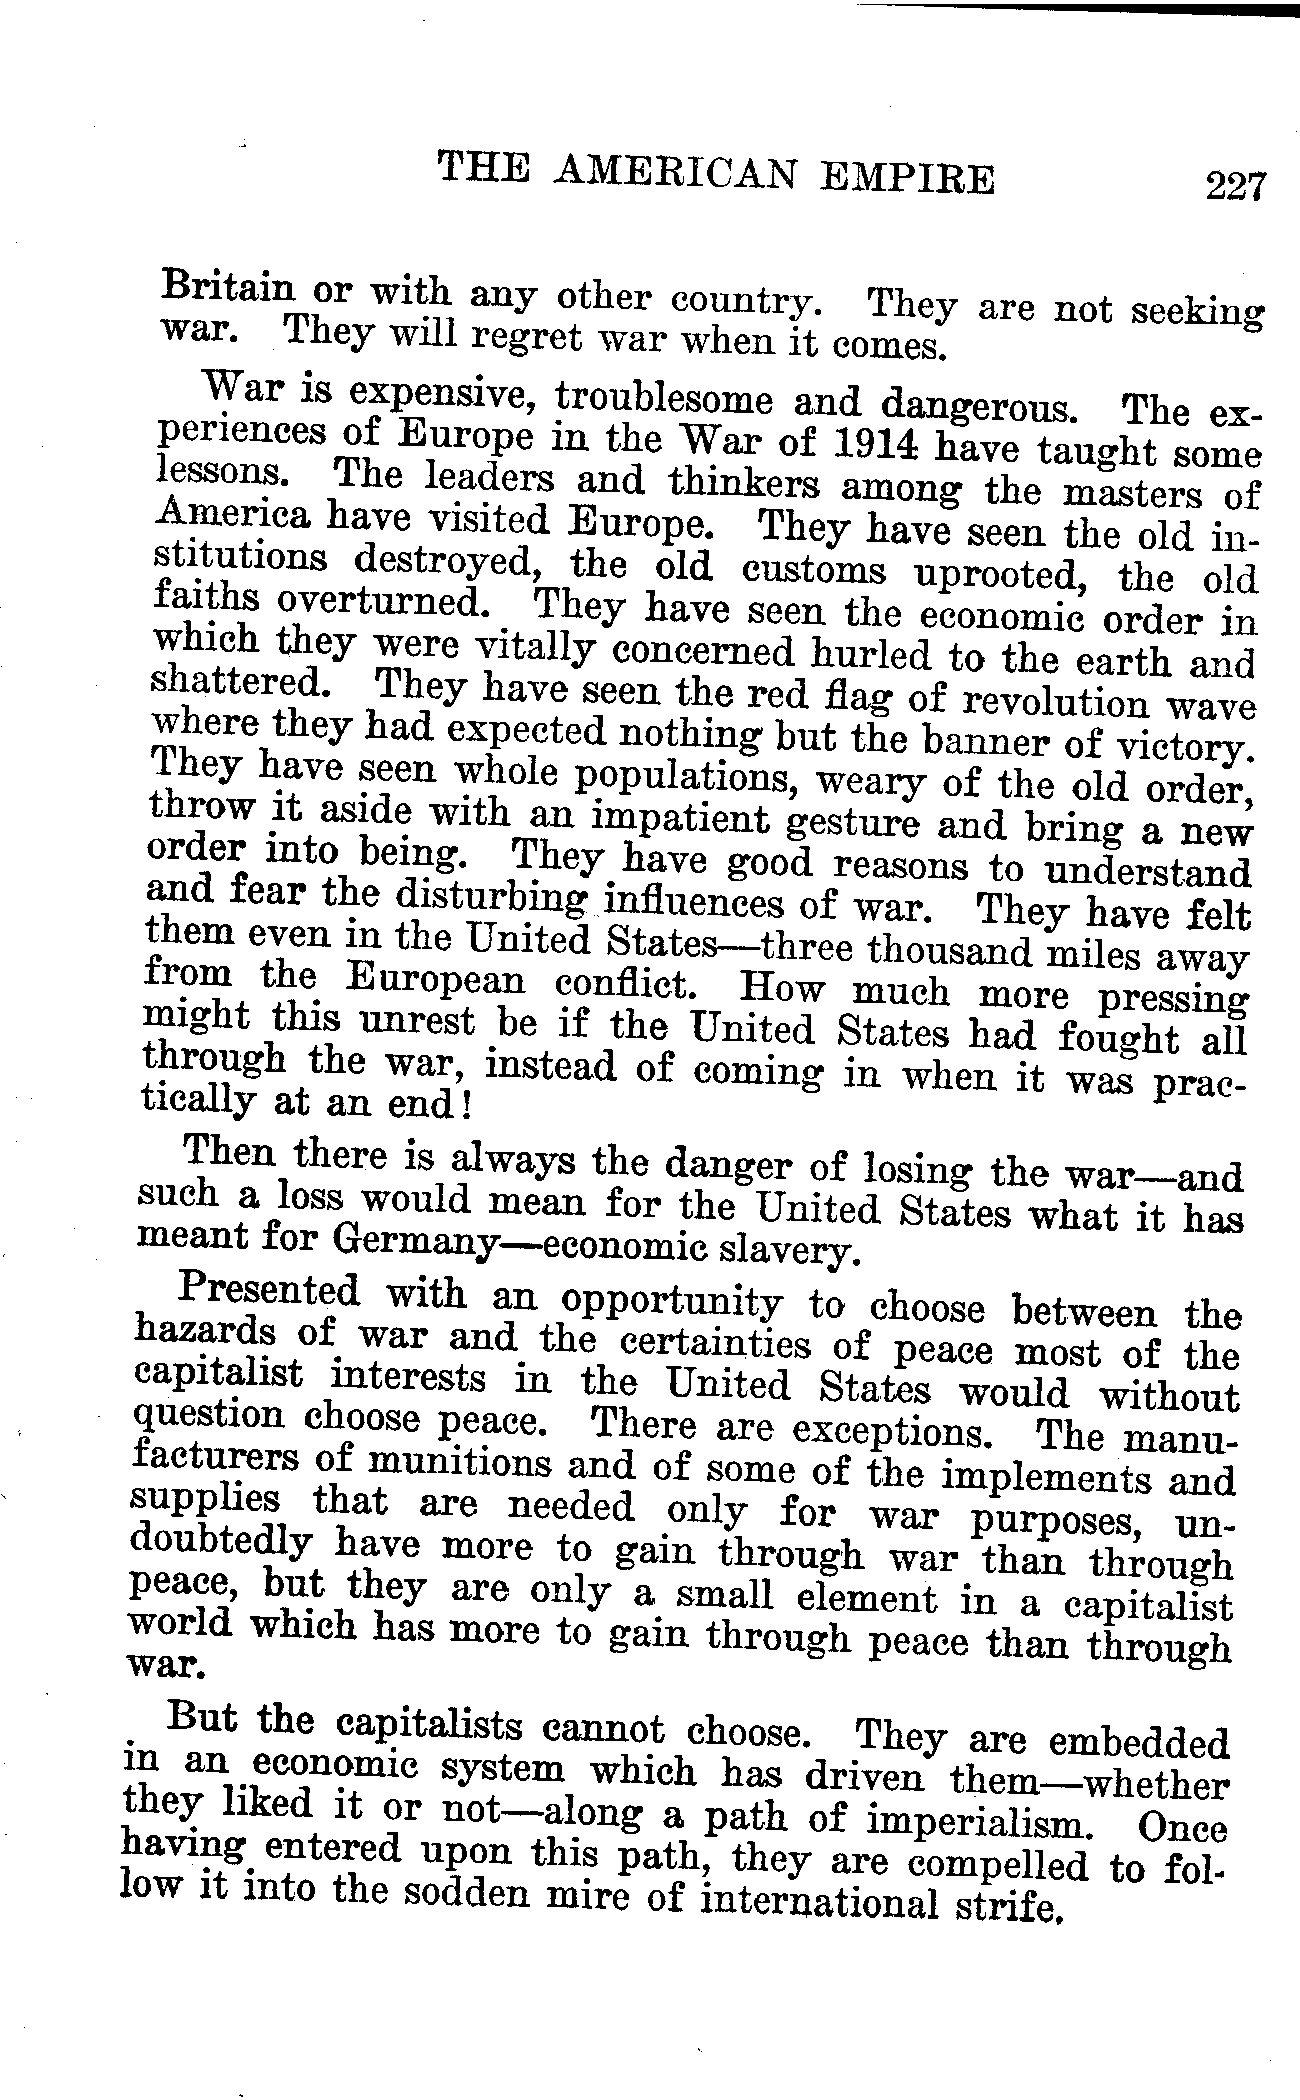 THE AMERICAN EMPIRE 227
Britain or with any other country. They are not seeking
war. They will regret war when it comes.
War is expensive, troublesome and dangerous. The ex-
periences of Europe in the War of 1914 have taught some
lessons. The leaders and thinkers among the masters of
America have visited Europe. They have seen the old in-
stitutions destroyed, the old customs uprooted, the old
faiths overturned. They have seen the economic order in
which they were vitally concerned hurled to the earth and
shattered. They have seen the red flag of revolution wave
where they had expected nothing but the banner of victory.
They have seen whole populations, weary of the old order,
throw it aside with an impatient gesture and bring a new
order into being. They have good reasons to understand
and fear the disturbing influences of war. They have felt
them even in the United States—three thousand miles away
from the European conflict. How much more pressing
might this unrest be if the United States had fought all
through the war, instead of coming in when it was prac-
tically at an end!
Then there is always the danger of losing the war—and
such a loss would mean for the United States what it has
meant for Germany—economic slavery.
Presented with an opportunity to choose between the
hazards of war and the certainties of peace most of the
capitalist interests in the United States would without
question choose peace. There are exceptions. The manu-
facturers of munitions and of some of the implements and
supplies that are needed only for war purposes, un-
doubtedly have more to gain through war than through
peace, but they are only a small element in a capitalist
world which has more to gain through peace than through
war.
But the capitalists cannot choose. They are embedded
in an economic system which has driven them—whether
they liked it or not—along a path of imperialism. Once
having entered upon this path, they are compelled to fol-
low it into the sodden mire of international strife.